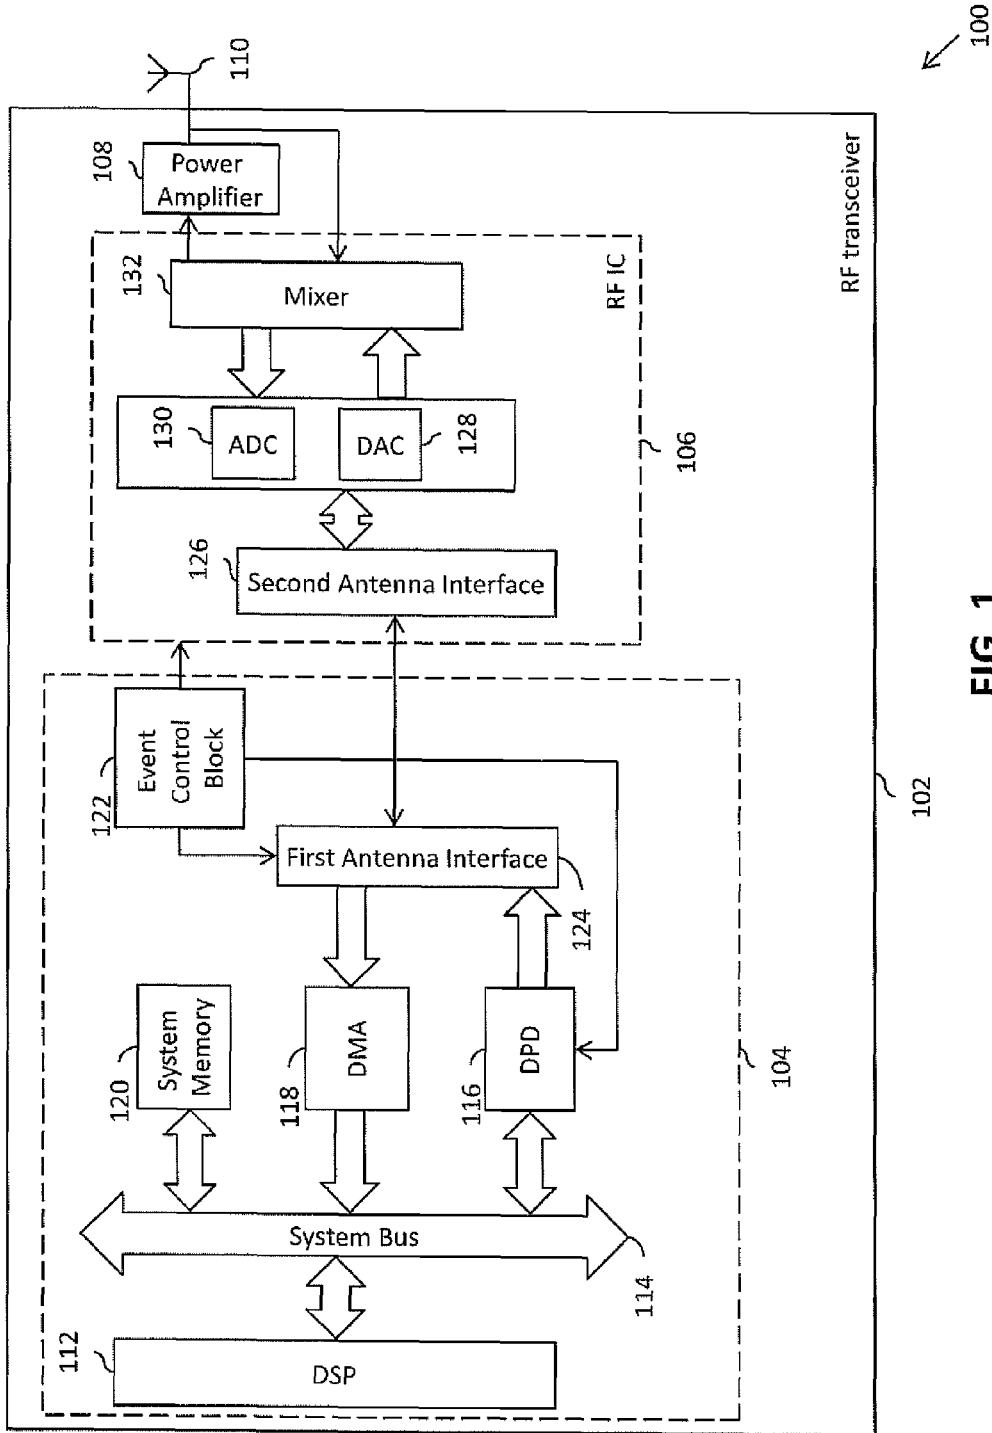 100
110
108
Power
Amplifier
RF transceiver
132
Mixer
RF IC
130
ADC
DAC
128
106
126
Second Antenna Interface
122
Event
Control
Block
102
First Antenna Interface
124
120
System
Memory
118
DMA
116
DPD
104
System Bus
114
112
DSP
FIG. 1